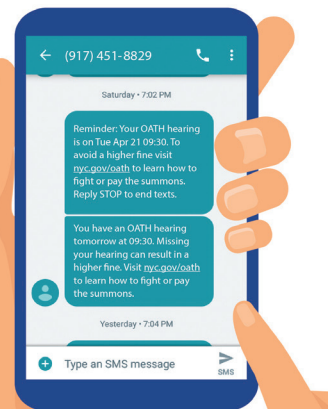 (917) 451-8829
Saturday • 7:02 PM
Reminder: Your OATH hearing
is on Tue Apr 21 09:30. To
avoid a higher fine visit
nyc.gov/oath to learn how to
fight or pay the summons.
Reply STOP to end texts.
You have an OATH hearing
tomorrow at 09:30. Missing
your hearing can result in a
higher fine. Visit nyc.gov/oath
to learn how to fight or pay
the summons.
Yesterday • 7:04 PM
Type an SMS message
SMS